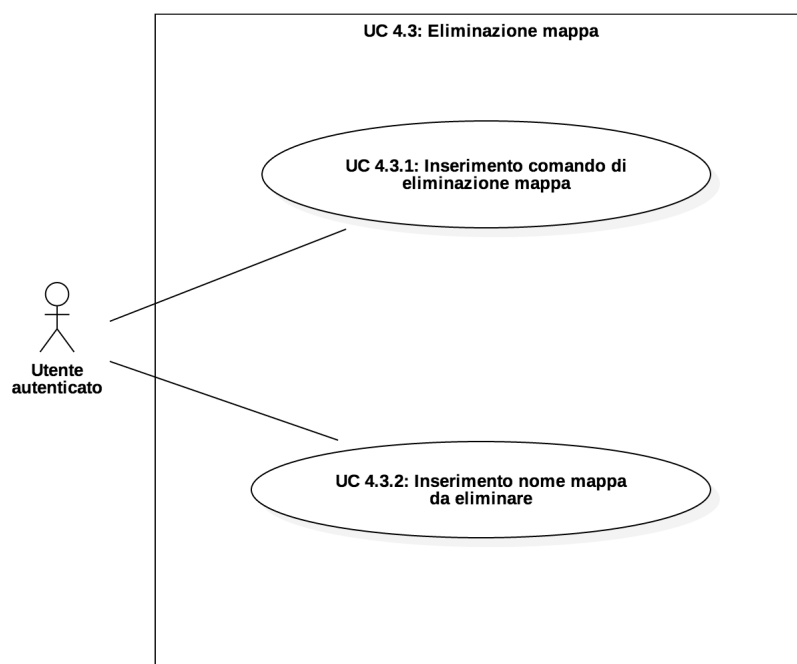 UC 4.3: Eliminazione mappa
UC 4.3.1: Inserimento comando di
eliminazione mappa
Utente
autenticato
UC 4.3.2: Inserimento nome mappa
da eliminare